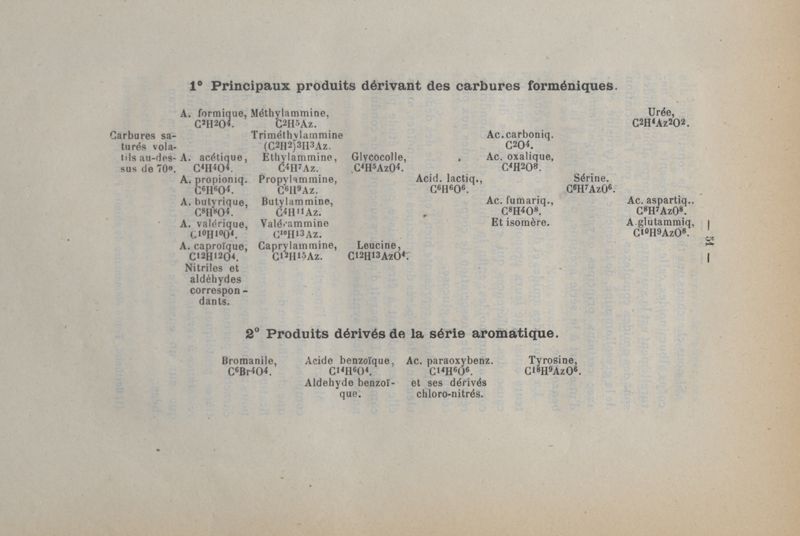 1° Principaux produits dérivant des carbures forméniques.
A. formique, Méthylammine, Urée,
C²H²O⁴. C²H⁵Az. C²H⁴Az²O².
Carbures sa- Triméthylammine Ac. carboniq.
turés vola- (C²H²)³H³Az. C²O⁴.
tils au-des- A. acétique, Ethylammine, Glycocolle, Ac. oxalique,
sus de 70°. C⁴H⁴O⁴. C⁴H⁷Az. C⁴H⁵AzO⁴. C⁴H²O⁸.
A. propioniq. Propylammine, Acid. lactiq., Sérine.
C⁶H⁶O⁴. C⁶H⁹Az. C⁶H⁶O⁶. C⁶H⁷AzO⁶.
A. butyrique, Butylammine, Ac. fumariq., Ac. aspartiq.,
C⁸H⁸O⁴. C⁴H¹¹Az. C⁸H⁴O⁸. C⁸H⁷AzO⁸.
A. valérique, Valérammine Et isomère. A. glutammiq.
C¹⁰H¹⁰O⁴. C¹⁰H¹³Az. C¹⁰H⁹AzO⁸.
A. caproïque, Caprylammine, Leucine,
C¹²H¹²O⁴. C¹²H¹⁵Az. C¹²H¹³AzO⁴.
Nitriles et
aldéhydes
correspon-
dants.
— 54 —
2° Produits dérivés de la série aromatique.
Bromanile, Acide benzoïque, Ac. paraoxybenz. Tyrosine,
C⁶Br⁴O⁴. C¹⁴H⁶O⁴. C¹⁴H⁶O⁶. C¹⁸H⁹AzO⁶.
Aldehyde benzoï- et ses dérivés
que. chloro-nitrés.